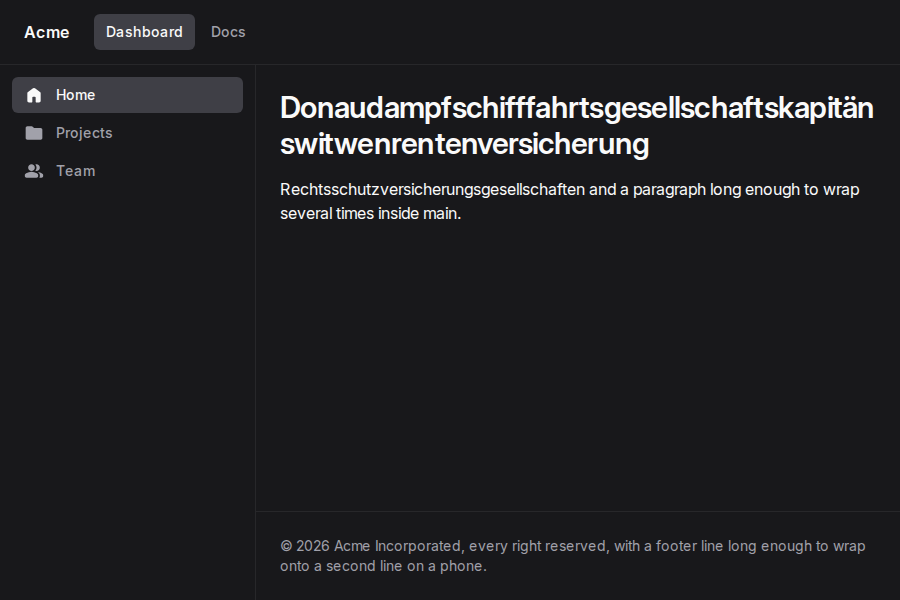 Acme Dashboard Docs
Home
Projects
Team
Donaudampfschifffahrtsgesellschaftskapitän
switwenrentenversicherung
Rechtsschutzversicherungsgesellschaften and a paragraph long enough to wrap
several times inside main.
© 2026 Acme Incorporated, every right reserved, with a footer line long enough to wrap
onto a second line on a phone.